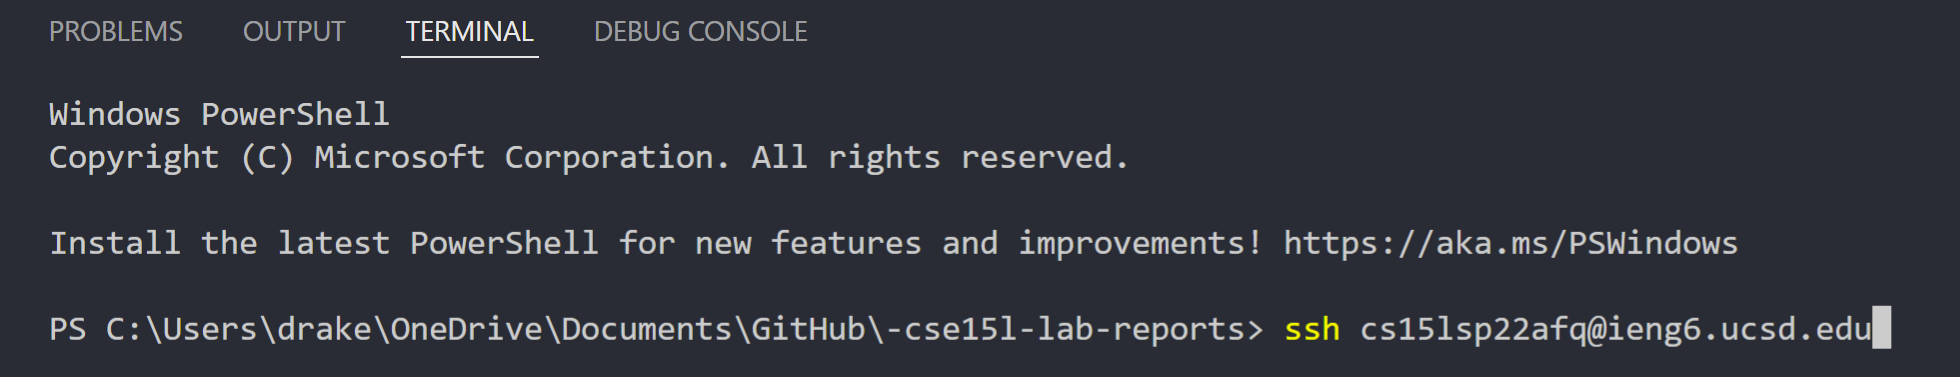 PROBLEMS OUTPUT TERMINAL DEBUG CONSOLE
Windows PowerShell
Copyright (C) Microsoft Corporation. All rights reserved.
Install the latest PowerShell for new features and improvements! https://aka.ms/PSWindows
PS C:\Users\drake\OneDrive\Documents\GitHub\-cse15l-lab-reports> ssh cs15lsp22afq@ieng6.ucsd.edu